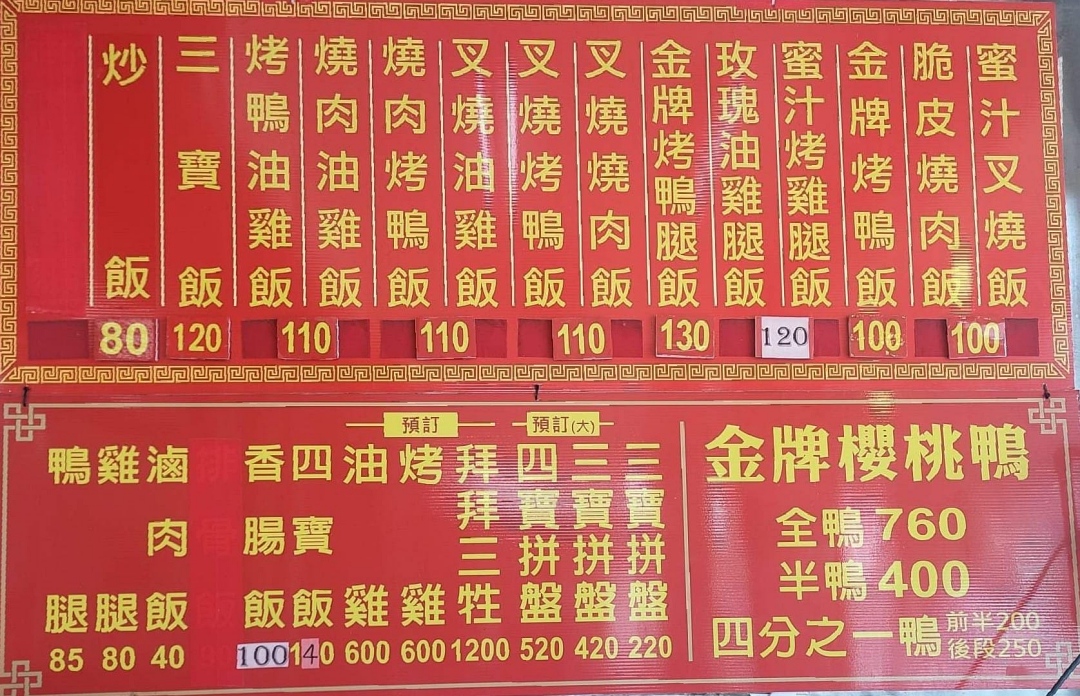 蜜汁叉燒飯
脆皮燒肉飯
100
金牌烤鴨飯
100
蜜汁烤雞腿飯
玫瑰油雞腿飯
120
金牌烤鴨腿飯
130
叉燒燒肉飯
叉燒烤鴨飯
110
叉燒油雞飯
燒肉烤鴨飯
110
燒肉油雞飯
烤鴨油雞飯
110
三寶飯
120
炒飯
80
金牌櫻桃鴨
全鴨 760
半鴨 400
四分之一鴨 前半200
後段250
預訂(大)
三寶拼盤
220
三寶拼盤
420
四寶拼盤
520
預訂
拜拜三牲
1200
烤雞
600
油雞
600
四寶飯
140
香腸飯
100
滷肉飯
40
雞腿
80
鴨腿
85